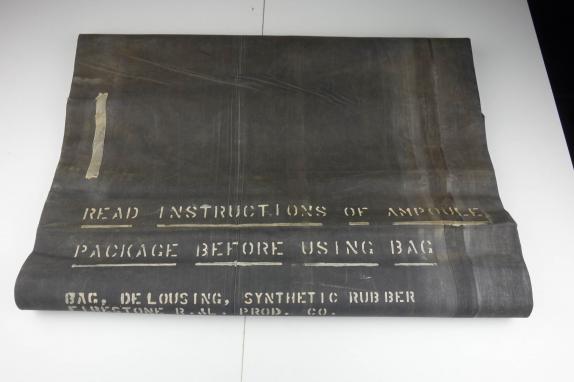 READ INSTRUCTIONS OF AMPOULE
PACKAGE BEFORE USING BAG
BAG, DELOUSING, SYNTHETIC RUBBER
FIRESTONE R. PROD. CO.